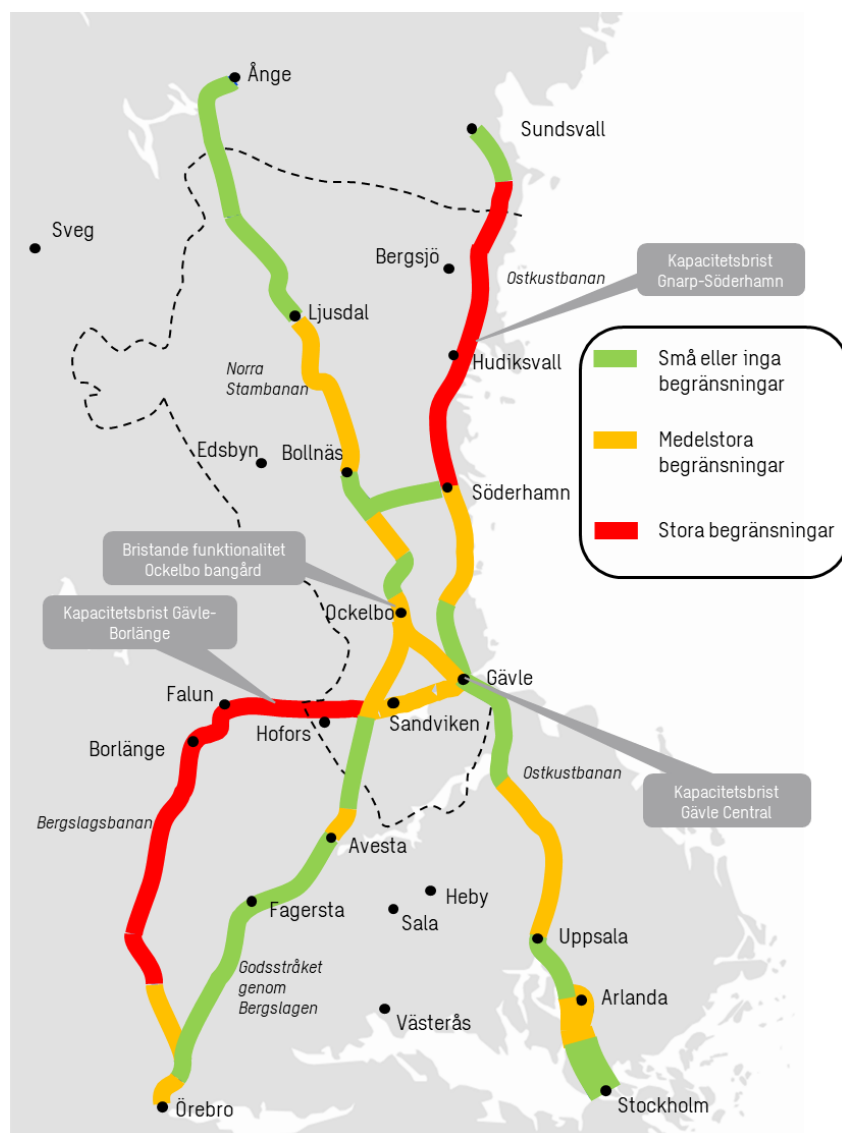 Ånge
Sundsvall
Sveg
Bergsjö
Ostkustbanan
Kapacitetsbrist
Gnarp-Söderhamn
Ljusdal
Hudiksvall
Små eller inga
begränsningar
Norra
Stambanan
Medelstora
begränsningar
Edsbyn
Bollnäs
Söderhamn
Stora begränsningar
Bristande funktionalitet
Ockelbo bangård
Ockelbo
Kapacitetsbrist Gävle-
Borlänge
Gävle
Falun
Sandviken
Hofors
Borlänge
Ostkustbanan
Kapacitetsbrist
Gävle Central
Bergslagsbanan
Avesta
Heby
Sala
Fagersta
Uppsala
Godsstråket
genom
Bergslagen
Arlanda
Västerås
Örebro
Stockholm